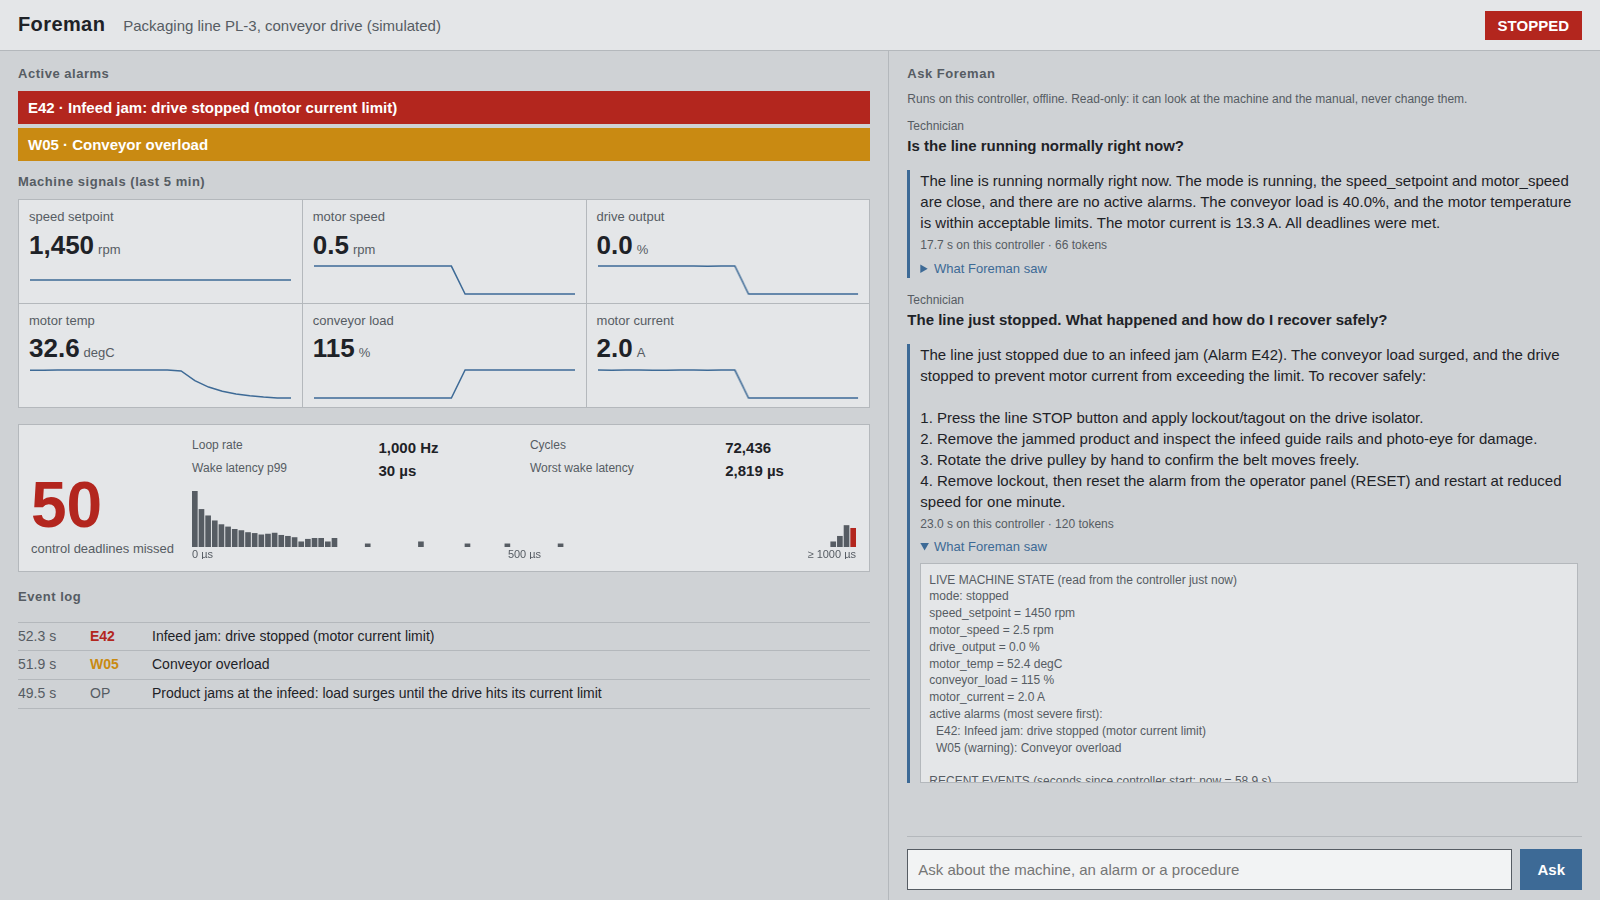 Foreman Packaging line PL-3, conveyor drive (simulated) STOPPED
Active alarms
E42 · Infeed jam: drive stopped (motor current limit)
W05 · Conveyor overload
Machine signals (last 5 min)
speed setpoint
1,450 rpm
motor speed
0.5 rpm
drive output
0.0 %
motor temp
32.6 degC
conveyor load
115 %
motor current
2.0 A
50
control deadlines missed
Loop rate 1,000 Hz Cycles 72,436
Wake latency p99 30 µs Worst wake latency 2,819 µs
0 µs 500 µs ≥ 1000 µs
Event log
52.3 s E42 Infeed jam: drive stopped (motor current limit)
51.9 s W05 Conveyor overload
49.5 s OP Product jams at the infeed: load surges until the drive hits its current limit
Ask Foreman
Runs on this controller, offline. Read-only: it can look at the machine and the manual, never change them.
Technician
Is the line running normally right now?
The line is running normally right now. The mode is running, the speed_setpoint and motor_speed
are close, and there are no active alarms. The conveyor load is 40.0%, and the motor temperature
is within acceptable limits. The motor current is 13.3 A. All deadlines were met.
17.7 s on this controller · 66 tokens
What Foreman saw
Technician
The line just stopped. What happened and how do I recover safely?
The line just stopped due to an infeed jam (Alarm E42). The conveyor load surged, and the drive
stopped to prevent motor current from exceeding the limit. To recover safely:
1. Press the line STOP button and apply lockout/tagout on the drive isolator.
2. Remove the jammed product and inspect the infeed guide rails and photo-eye for damage.
3. Rotate the drive pulley by hand to confirm the belt moves freely.
4. Remove lockout, then reset the alarm from the operator panel (RESET) and restart at reduced
speed for one minute.
23.0 s on this controller · 120 tokens
What Foreman saw
LIVE MACHINE STATE (read from the controller just now)
mode: stopped
speed_setpoint = 1450 rpm
motor_speed = 2.5 rpm
drive_output = 0.0 %
motor_temp = 52.4 degC
conveyor_load = 115 %
motor_current = 2.0 A
active alarms (most severe first):
E42: Infeed jam: drive stopped (motor current limit)
W05 (warning): Conveyor overload
RECENT EVENTS (seconds since controller start; now = 58.9 s)
Ask about the machine, an alarm or a procedure
Ask